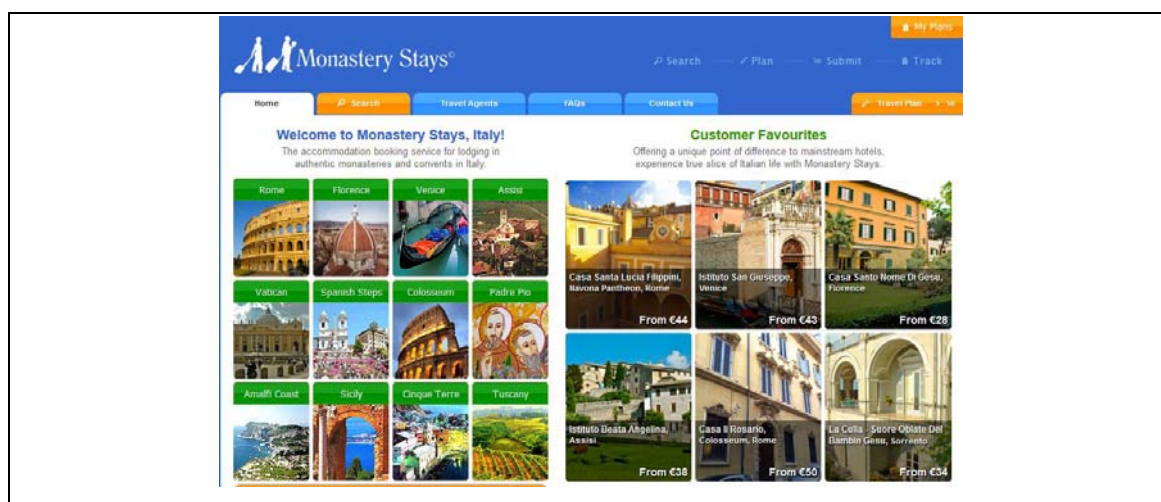 My Plans
Monastery Stays©
Search
Plan
Submit
Track
Home
Search
Travel Agents
FAQs
Contact Us
Travel Plan
Welcome to Monastery Stays, Italy!
The accommodation booking service for lodging in
authentic monasteries and convents in Italy.
Rome
Florence
Venice
Assisi
Vatican
Spanish Steps
Colosseum
Padre Pio
Amalfi Coast
Sicily
Cinque Terre
Tuscany
Customer Favourites
Offering a unique point of difference to mainstream hotels,
experience true slice of Italian life with Monastery Stays.
Casa Santa Lucia Filippini,
Navona Pantheon, Rome
From €44
Istituto San Giuseppe,
Venice
From €43
Casa Santo Nome Di Gesu,
Florence
From €28
Istituto Beata Angelina,
Assisi
From €38
Casa Il Rosario,
Colosseum, Rome
From €50
La Culla - Suore Oblate Del
Bambin Gesu, Sorrento
From €34